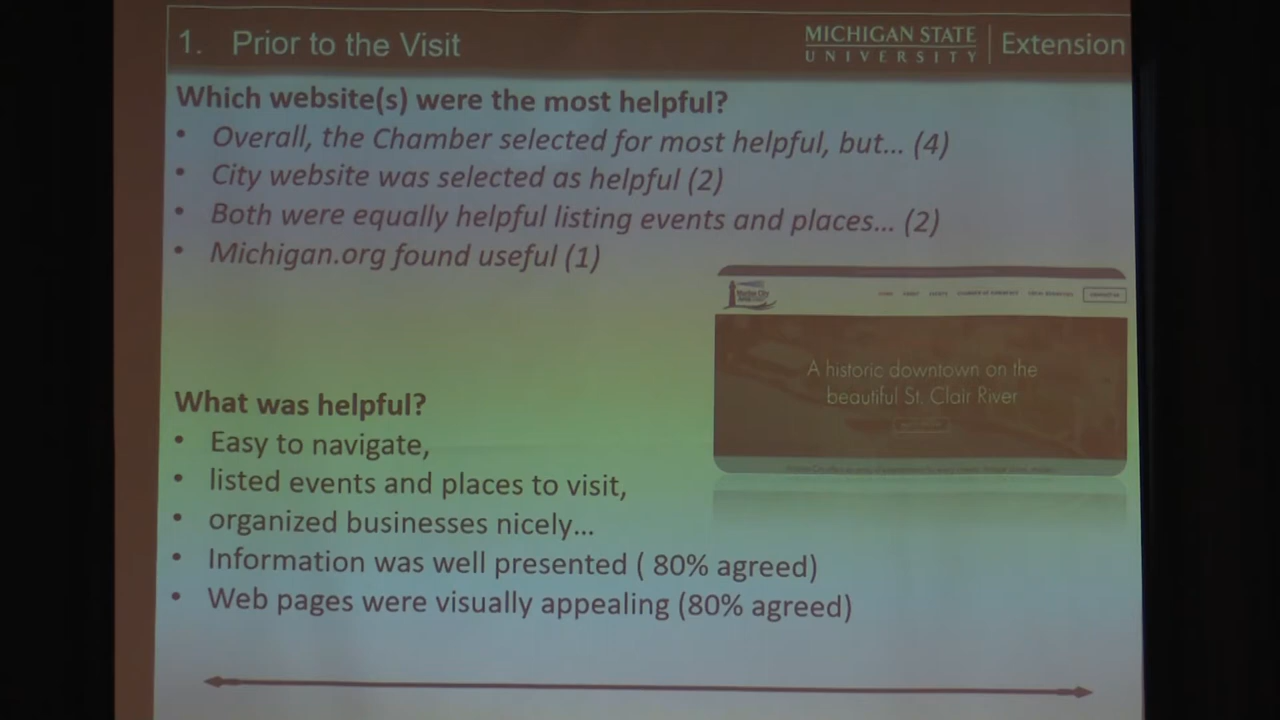 1. Prior to the Visit
MICHIGAN STATE
UNIVERSITY
Extension
Which website(s) were the most helpful?
• Overall, the Chamber selected for most helpful, but... (4)
• City website was selected as helpful (2)
• Both were equally helpful listing events and places... (2)
• Michigan.org found useful (1)
Marine City
A historic downtown on the
beautiful St. Clair River
What was helpful?
• Easy to navigate,
• listed events and places to visit,
• organized businesses nicely...
• Information was well presented ( 80% agreed)
• Web pages were visually appealing (80% agreed)